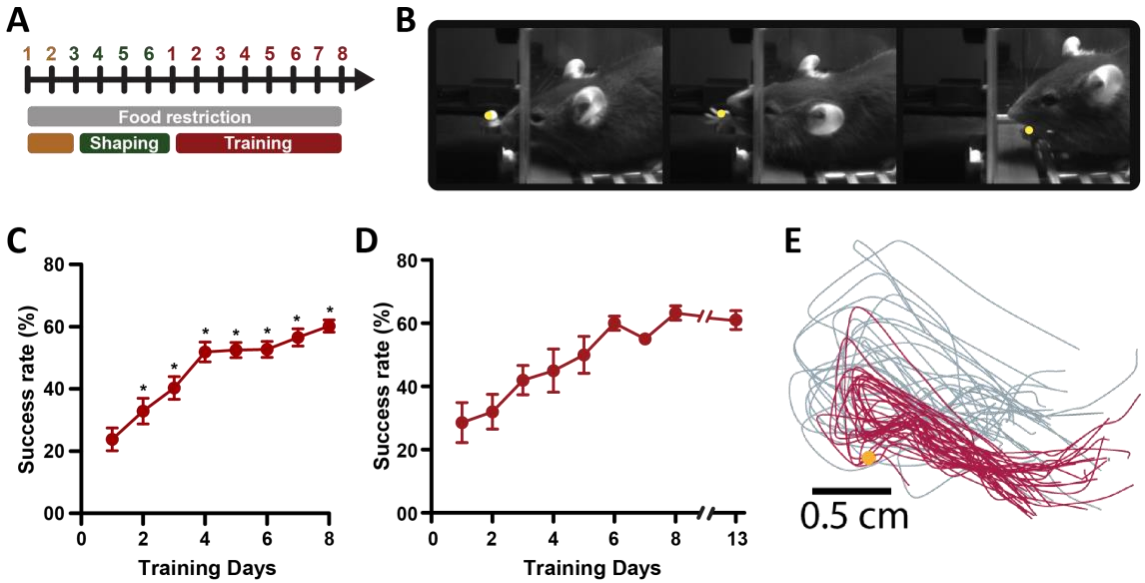 A
1 2 3 4 5 6 1 2 3 4 5 6 7 8
Food restriction
Shaping
Training
B
C
80
60
40
20
00
Success rate (%)
* * * * * * *
0 2 4 6 8
Training Days
D
80
60
40
20
00
Success rate (%)
0 2 4 6 8 13
Training Days
E
0.5 cm